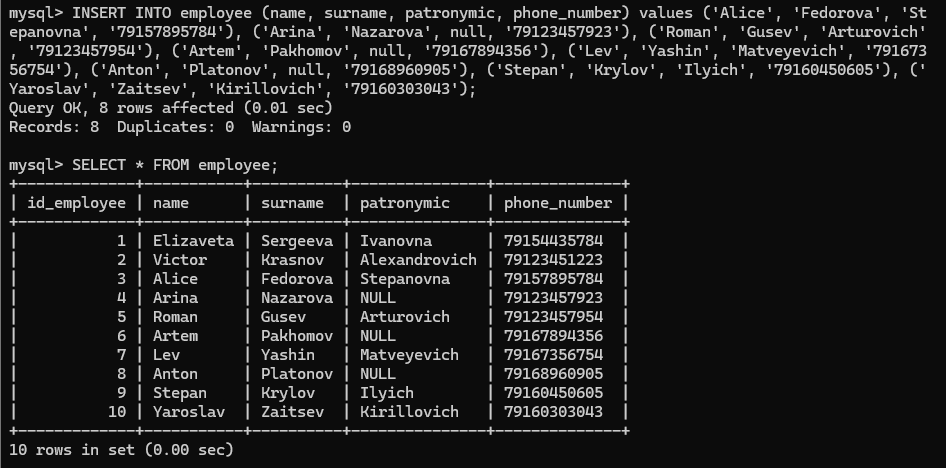 mysql> INSERT INTO employee (name, surname, patronymic, phone_number) values ('Alice', 'Fedorova', 'St
epanovna', '79157895784'), ('Arina', 'Nazarova', null, '79123457923'), ('Roman', 'Gusev', 'Arturovich'
, '79123457954'), ('Artem', 'Pakhomov', null, '79167894356'), ('Lev', 'Yashin', 'Matveyevich', '791673
56754'), ('Anton', 'Platonov', null, '79168960905'), ('Stepan', 'Krylov', 'Ilyich', '79160450605'), ('
Yaroslav', 'Zaitsev', 'Kirillovich', '79160303043');
Query OK, 8 rows affected (0.01 sec)
Records: 8  Duplicates: 0  Warnings: 0

mysql> SELECT * FROM employee;
+-------------+-----------+----------+---------------+--------------+
| id_employee | name      | surname  | patronymic    | phone_number |
+-------------+-----------+----------+---------------+--------------+
|           1 | Elizaveta | Sergeeva | Ivanovna      | 79154435784  |
|           2 | Victor    | Krasnov  | Alexandrovich | 79123451223  |
|           3 | Alice     | Fedorova | Stepanovna    | 79157895784  |
|           4 | Arina     | Nazarova | NULL          | 79123457923  |
|           5 | Roman     | Gusev    | Arturovich    | 79123457954  |
|           6 | Artem     | Pakhomov | NULL          | 79167894356  |
|           7 | Lev       | Yashin   | Matveyevich   | 79167356754  |
|           8 | Anton     | Platonov | NULL          | 79168960905  |
|           9 | Stepan    | Krylov   | Ilyich        | 79160450605  |
|          10 | Yaroslav  | Zaitsev  | Kirillovich   | 79160303043  |
+-------------+-----------+----------+---------------+--------------+
10 rows in set (0.00 sec)